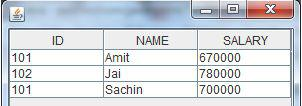 ID NAME SALARY
101 Amit 670000
102 Jai 780000
101 Sachin 700000